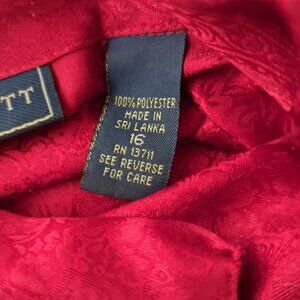 TT
100% POLYESTER
MADE IN
SRI LANKA
16
RN 13711
SEE REVERSE
FOR CARE